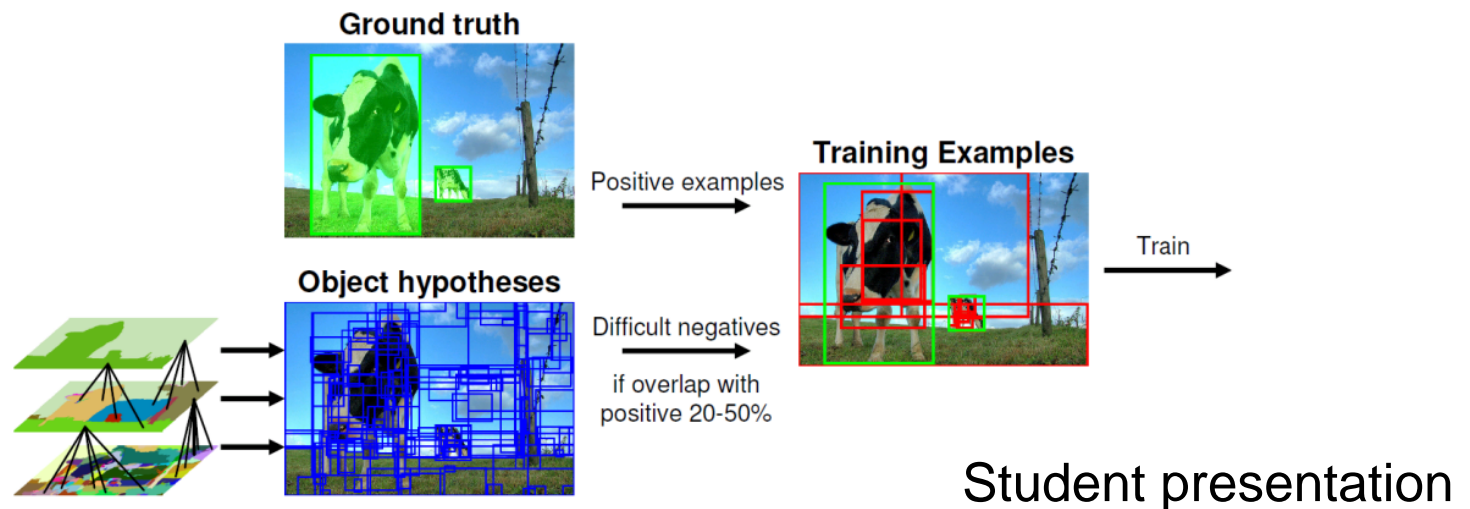 Ground truth
Positive examples
Training Examples
Train
Object hypotheses
Difficult negatives
if overlap with
positive 20-50%
Student presentation